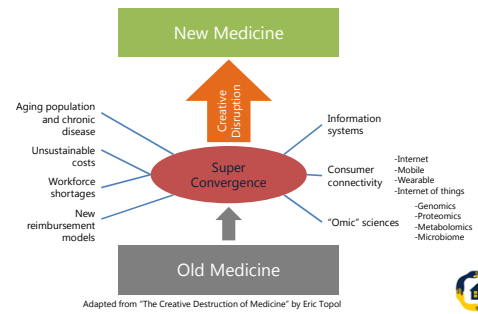 New Medicine
Creative
Disruption
Aging population
and chronic
disease
Unsustainable
costs
Workforce
shortages
New
reimbursement
models
Super
Convergence
Information
systems
Consumer
connectivity
-Internet
-Mobile
-Wearable
-Internet of things
"Omic" sciences
-Genomics
-Proteomics
-Metabolomics
-Microbiome
Old Medicine
Adapted from "The Creative Destruction of Medicine" by Eric Topol